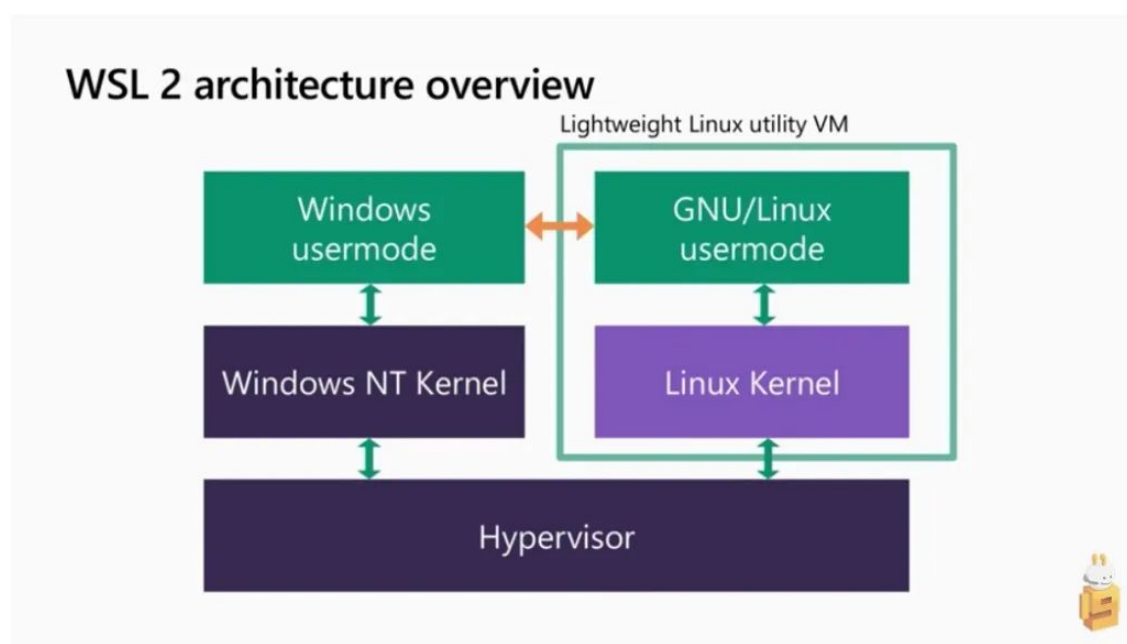 WSL 2 architecture overview
Lightweight Linux utility VM
Windows
usermode
GNU/Linux
usermode
Windows NT Kernel
Linux Kernel
Hypervisor